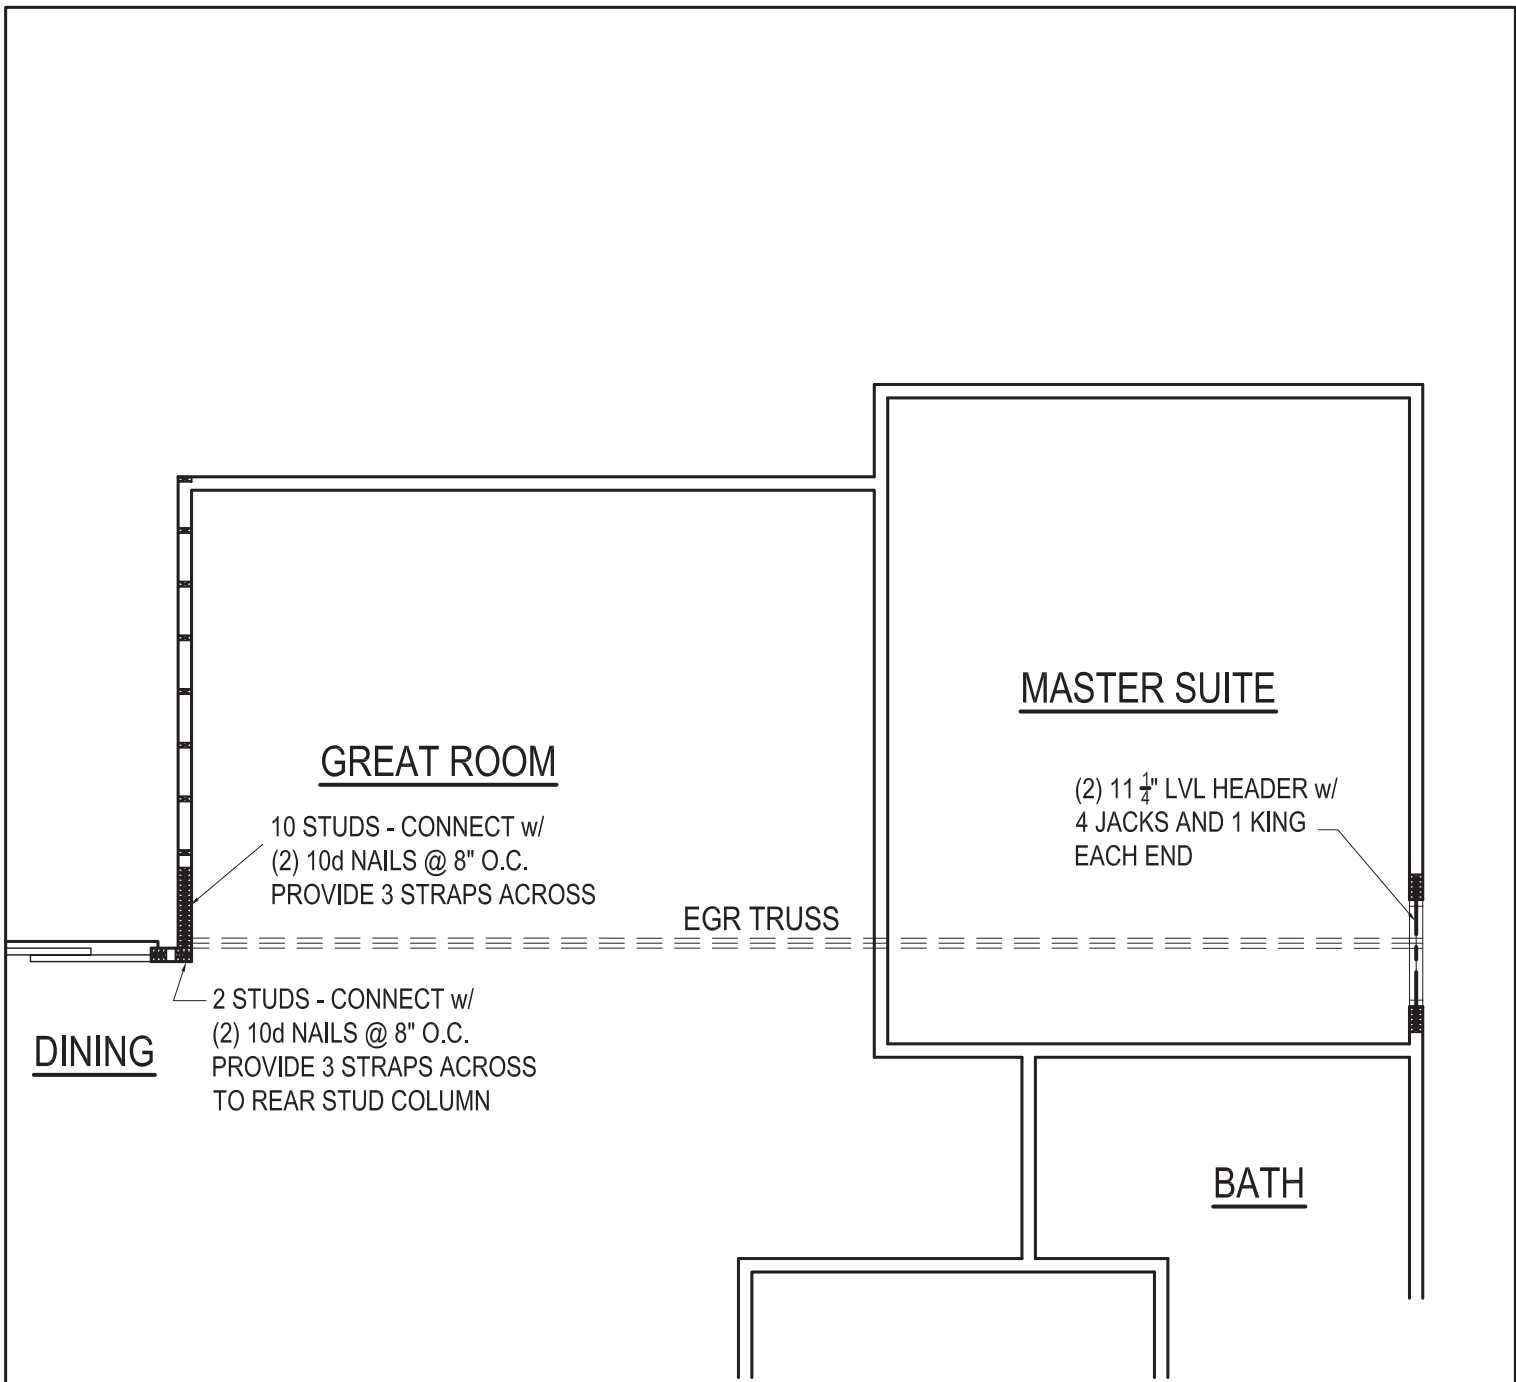 MASTER SUITE
GREAT ROOM
(2) 11 1/4" LVL HEADER w/
4 JACKS AND 1 KING
EACH END
10 STUDS - CONNECT w/
(2) 10d NAILS @ 8" O.C.
PROVIDE 3 STRAPS ACROSS
EGR TRUSS
2 STUDS - CONNECT w/
(2) 10d NAILS @ 8" O.C.
PROVIDE 3 STRAPS ACROSS
TO REAR STUD COLUMN
DINING
BATH